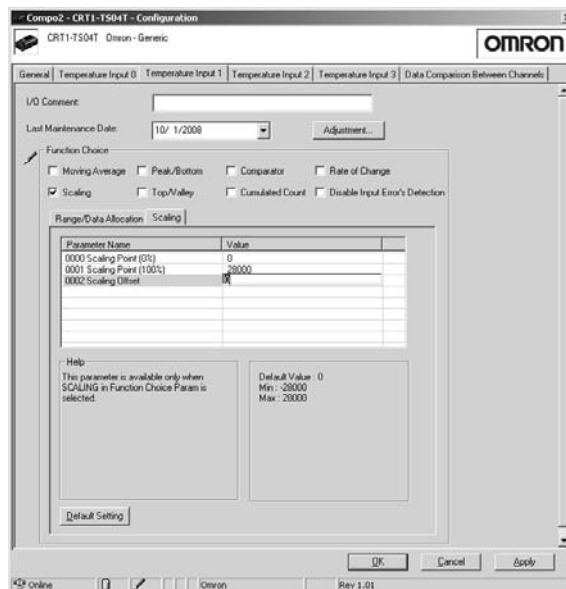 Compo2 - CRT1-TS04T - Configuration
CRT1-TS04T Omron - Generic
OMRON
General Temperature Input 0 Temperature Input 1 Temperature Input 2 Temperature Input 3 Data Comparison Between Channels
I/O Comment:
Last Maintenance Date: 10/ 1/2008 Adjustment...
Function Choice
Moving Average Peak/Bottom Comparator Rate of Change
Scaling Top/Valley Cumulated Count Disable Input Error's Detection
Range/Data Allocation Scaling
Parameter Name Value
0000 Scaling Point (0%) 0
0001 Scaling Point (100%) 28000
0002 Scaling Offset 0
Help
This parameter is available only when
SCALING in Function Choice Param is
selected.
Default Value : 0
Min : -28000
Max : 28000
Default Setting
OK Cancel Apply
Online Omron Rev 1.01